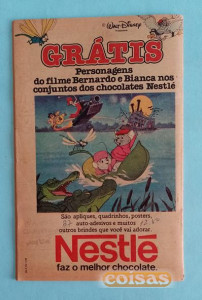 © WALT DISNEY
GRÁTIS
Personagens
do filme Bernardo e Bianca nos
conjuntos dos chocolates Nestlé
São apliques, quadrinhos, posters,
auto-adesivos e muitos
outros brindes que você vai adorar.
Nestlé
faz o melhor chocolate.
coisas